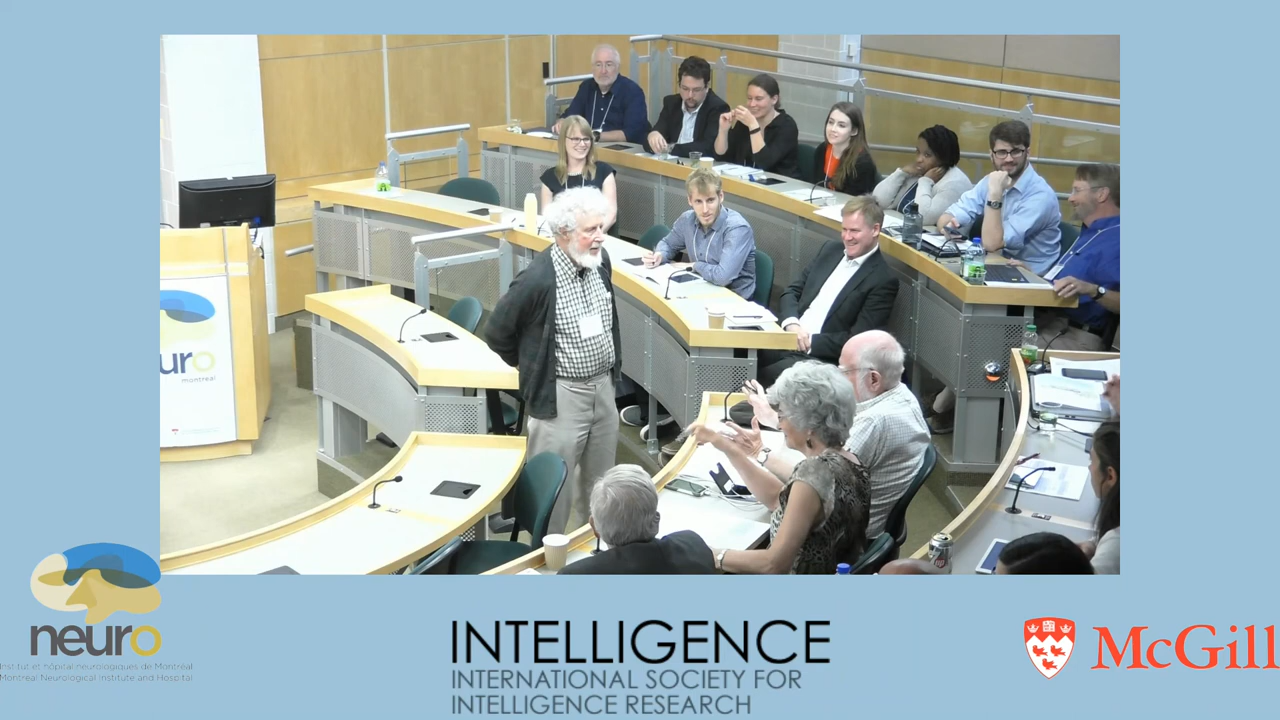 neuro
montréal
neuro
Institut et hôpital neurologiques de Montréal
Montreal Neurological Institute and Hospital
INTELLIGENCE
INTERNATIONAL SOCIETY FOR
INTELLIGENCE RESEARCH
McGill